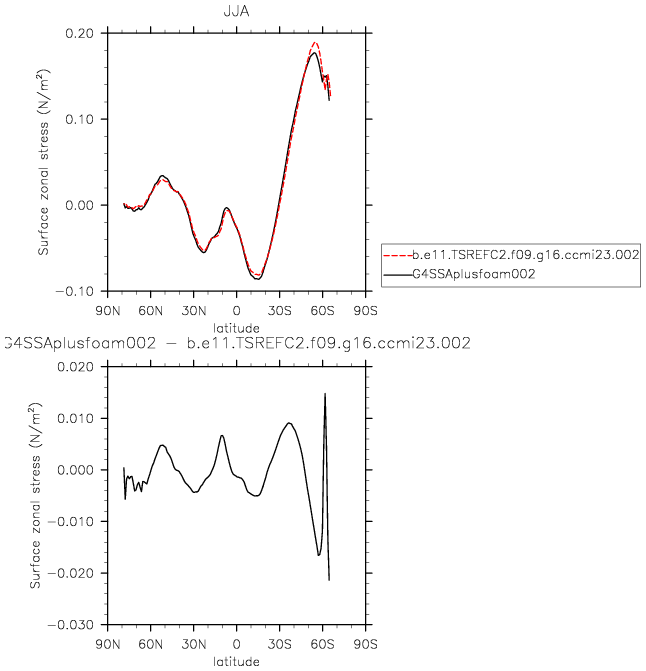 JJA
Surface zonal stress (N/m²)
0.20
0.10
0.00
−0.10
90N 60N 30N 0 30S 60S 90S
latitude
b.e11.TSREFC2.f09.g16.ccmi23.002
G4SSAplusfoam002
G4SSAplusfoam002 − b.e11.TSREFC2.f09.g16.ccmi23.002
Surface zonal stress (N/m²)
0.020
0.010
0.000
−0.010
−0.020
−0.030
90N 60N 30N 0 30S 60S 90S
latitude